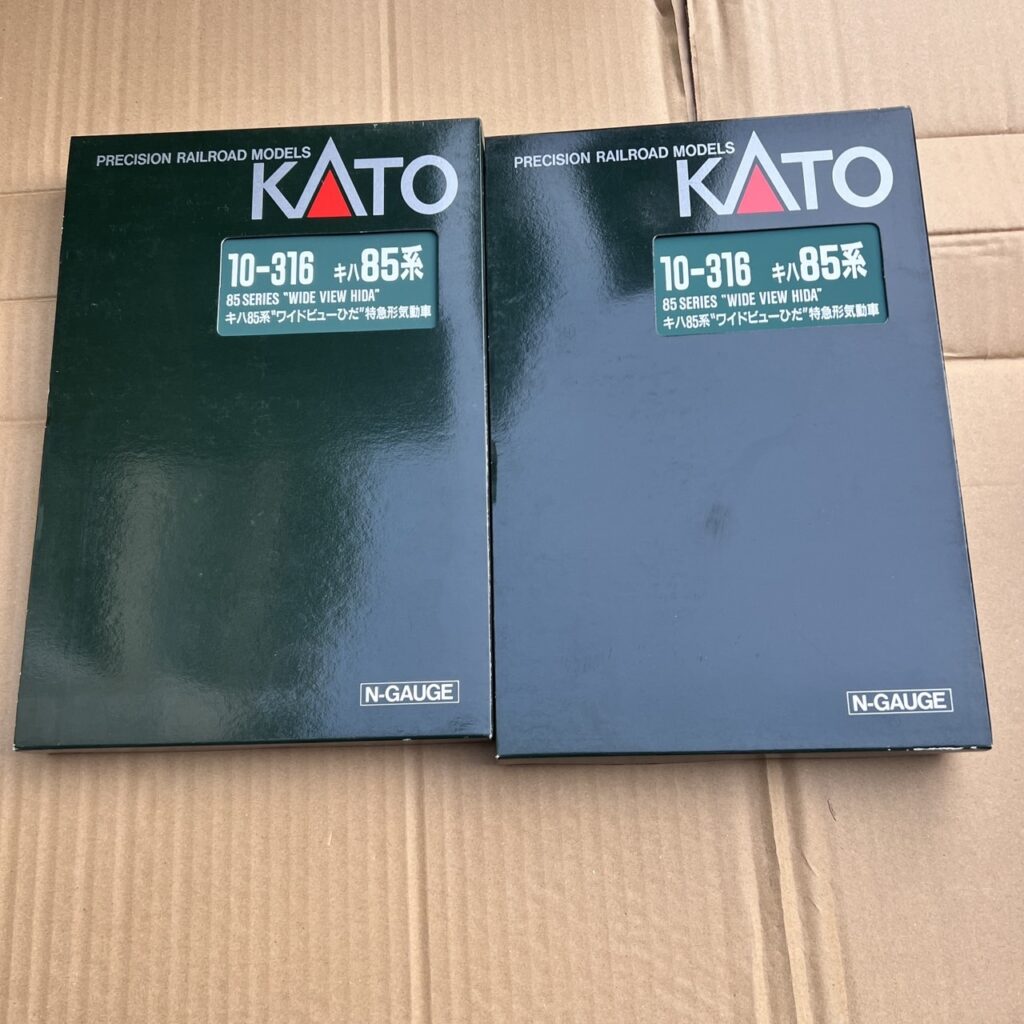 PRECISION RAILROAD MODELS
KATO
10-316 キハ85系
85 SERIES "WIDE VIEW HIDA"
キハ85系"ワイドビューひだ"特急形気動車
N-GAUGE
PRECISION RAILROAD MODELS
KATO
10-316 キハ85系
85 SERIES "WIDE VIEW HIDA"
キハ85系"ワイドビューひだ"特急形気動車
N-GAUGE